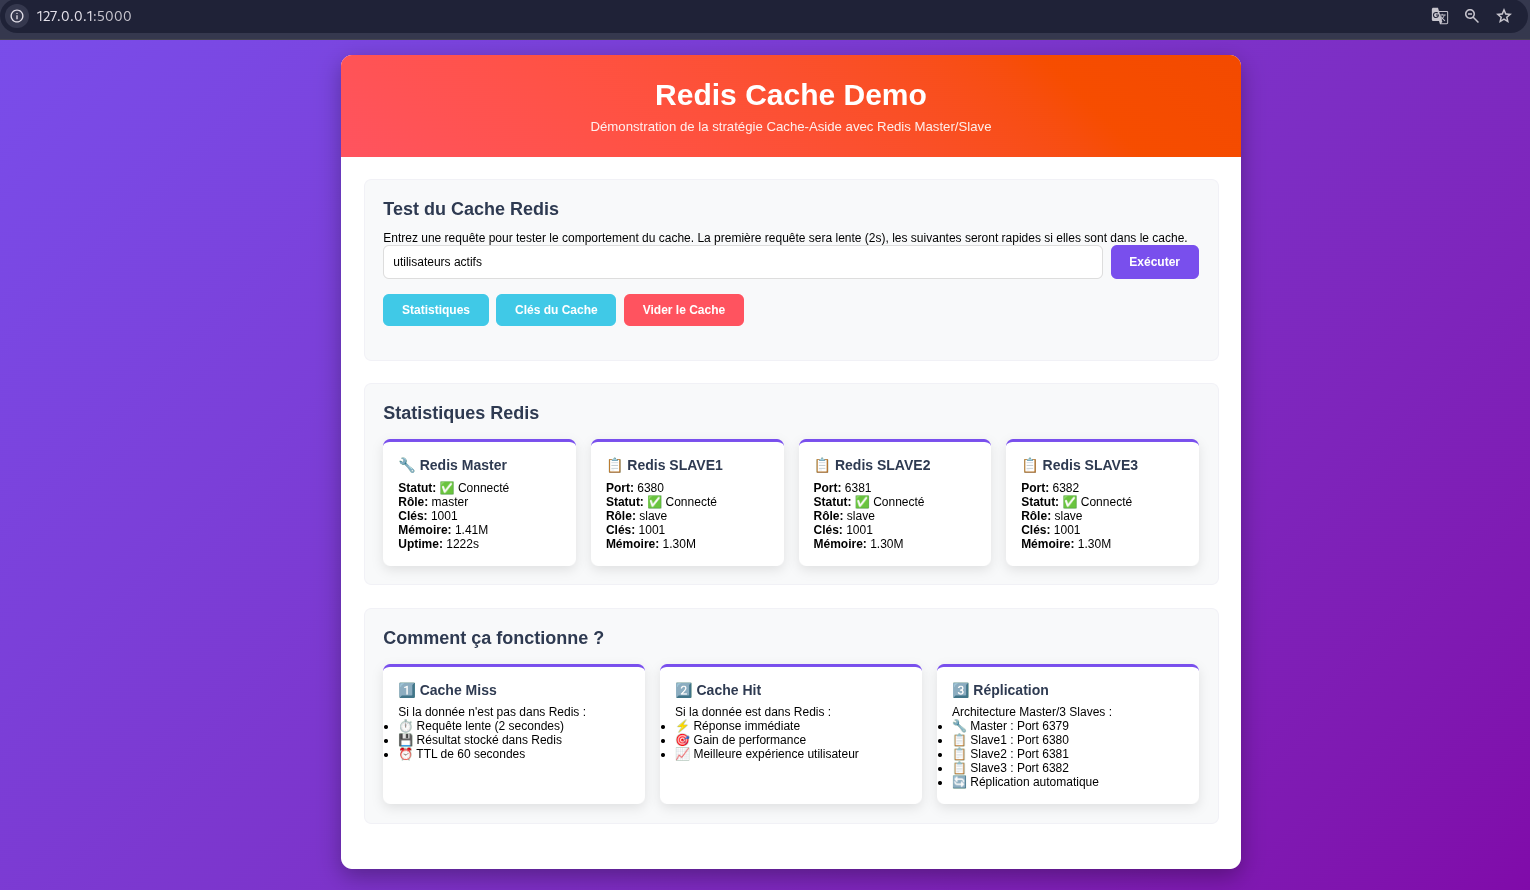 127.0.0.1:5000
Redis Cache Demo
Démonstration de la stratégie Cache-Aside avec Redis Master/Slave
Test du Cache Redis
Entrez une requête pour tester le comportement du cache. La première requête sera lente (2s), les suivantes seront rapides si elles sont dans le cache.
utilisateurs actifs
Exécuter
Statistiques
Clés du Cache
Vider le Cache
Statistiques Redis
🔧 Redis Master
Statut: ✅ Connecté
Rôle: master
Clés: 1001
Mémoire: 1.41M
Uptime: 1222s
📋 Redis SLAVE1
Port: 6380
Statut: ✅ Connecté
Rôle: slave
Clés: 1001
Mémoire: 1.30M
📋 Redis SLAVE2
Port: 6381
Statut: ✅ Connecté
Rôle: slave
Clés: 1001
Mémoire: 1.30M
📋 Redis SLAVE3
Port: 6382
Statut: ✅ Connecté
Rôle: slave
Clés: 1001
Mémoire: 1.30M
Comment ça fonctionne ?
1️⃣ Cache Miss
Si la donnée n'est pas dans Redis :
• ⏱️ Requête lente (2 secondes)
• 💾 Résultat stocké dans Redis
• ⏰ TTL de 60 secondes
2️⃣ Cache Hit
Si la donnée est dans Redis :
• ⚡ Réponse immédiate
• 🎯 Gain de performance
• 📈 Meilleure expérience utilisateur
3️⃣ Réplication
Architecture Master/3 Slaves :
• 🔧 Master : Port 6379
• 📋 Slave1 : Port 6380
• 📋 Slave2 : Port 6381
• 📋 Slave3 : Port 6382
• 🔄 Réplication automatique